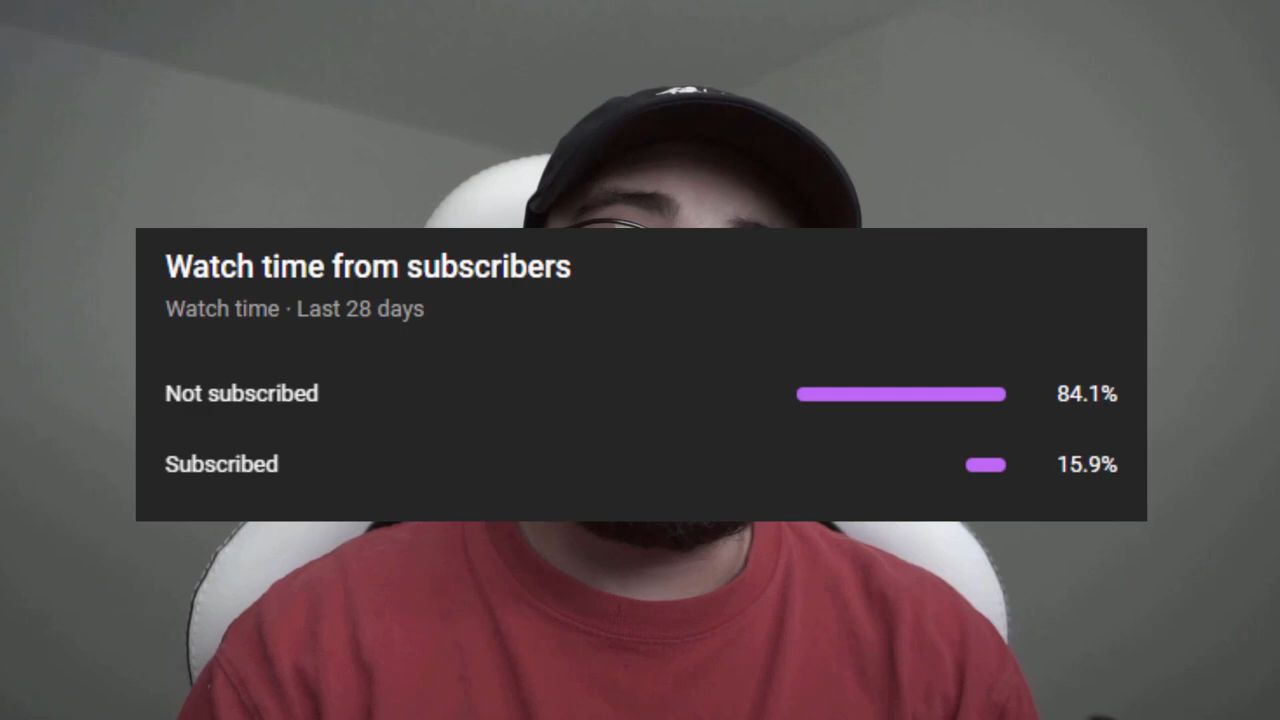 Watch time from subscribers
Watch time · Last 28 days
Not subscribed 84.1%
Subscribed 15.9%